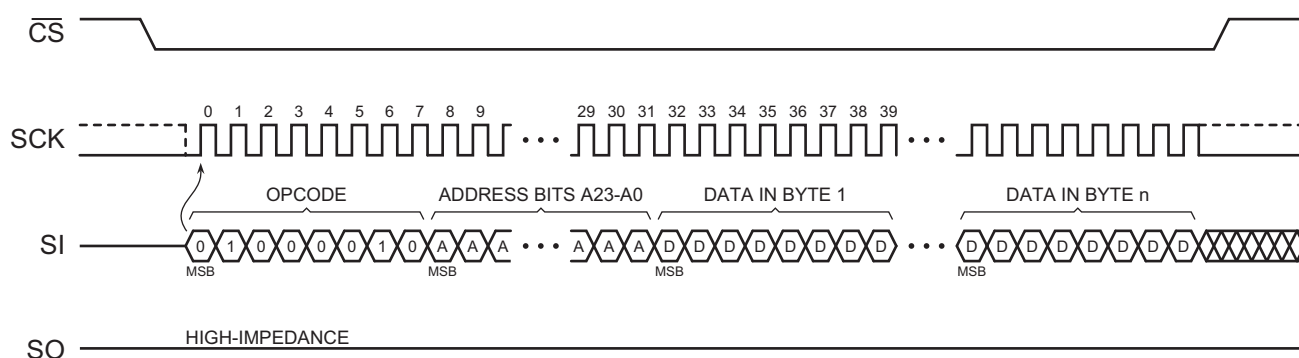 CS
SCK
0 1 2 3 4 5 6 7 8 9 29 30 31 32 33 34 35 36 37 38 39
OPCODE ADDRESS BITS A23-A0 DATA IN BYTE 1 DATA IN BYTE n
SI
0 1 0 0 0 0 1 0 A A A A A A D D D D D D D D D D D D D D D D
MSB MSB MSB MSB
HIGH-IMPEDANCE
SO